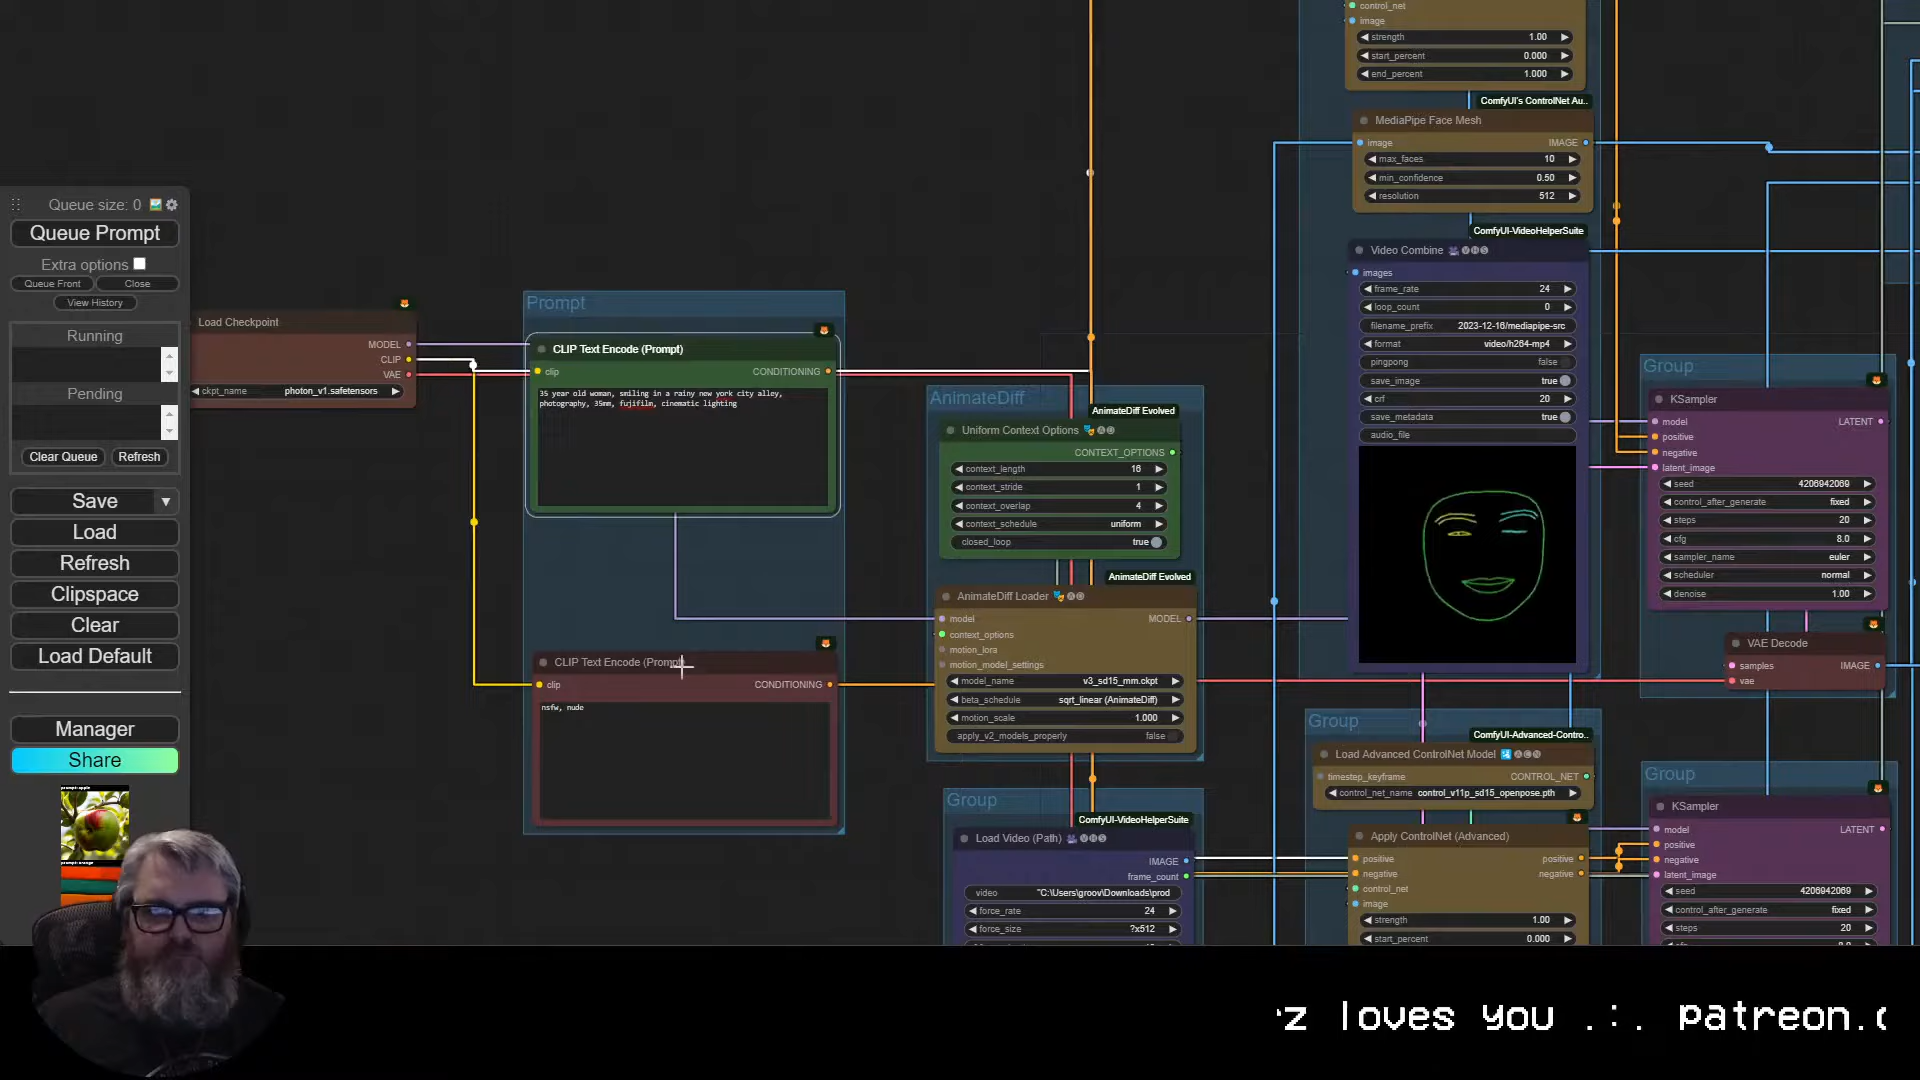 Queue size: 0
Queue Prompt
Extra options
Queue Front
Close
View History
Running
Pending
Clear Queue
Refresh
Save
Load
Refresh
Clipspace
Clear
Load Default
Manager
Share
Load Checkpoint
MODEL
CLIP
VAE
ckpt_name
photon_v1.safetensors
Prompt
CLIP Text Encode (Prompt)
clip
CONDITIONING
35 year old woman, smiling in a rainy new york city alley,
photography, 35mm, fujifilm, cinematic lighting
CLIP Text Encode (Prompt)
clip
CONDITIONING
nsfw, nude
AnimateDiff
AnimateDiff Evolved
Uniform Context Options
CONTEXT_OPTIONS
context_length 16
context_stride 1
context_overlap 4
context_schedule uniform
closed_loop true
AnimateDiff Evolved
AnimateDiff Loader
model
MODEL
context_options
motion_lora
motion_model_settings
model_name v3_sd15_mm.ckpt
beta_schedule sqrt_linear (AnimateDiff)
motion_scale 1.000
apply_v2_models_properly false
Group
ComfyUI-VideoHelperSuite
Load Video (Path)
IMAGE
frame_count
video "C:\Users\groov\Downloads\prod
force_rate 24
force_size ?x512
control_net
image
strength 1.00
start_percent 0.000
end_percent 1.000
ComfyUI's ControlNet Au..
MediaPipe Face Mesh
image
IMAGE
max_faces 10
min_confidence 0.50
resolution 512
ComfyUI-VideoHelperSuite
Video Combine
images
frame_rate 24
loop_count 0
filename_prefix 2023-12-16/mediapipe-src
format video/h264-mp4
pingpong false
save_image true
crf 20
save_metadata true
audio_file
Group
ComfyUI-Advanced-Contro..
Load Advanced ControlNet Model
timestep_keyframe
CONTROL_NET
control_net_name control_v11p_sd15_openpose.pth
Apply ControlNet (Advanced)
positive
positive
negative
negative
control_net
image
strength 1.00
start_percent 0.000
Group
KSampler
model
LATENT
positive
negative
latent_image
seed 4206942069
control_after_generate fixed
steps 20
cfg 8.0
sampler_name euler
scheduler normal
denoise 1.00
VAE Decode
samples
IMAGE
vae
Group
KSampler
model
LATENT
positive
negative
latent_image
seed 4206942069
control_after_generate fixed
steps 20
z loves you .:. patreon.c